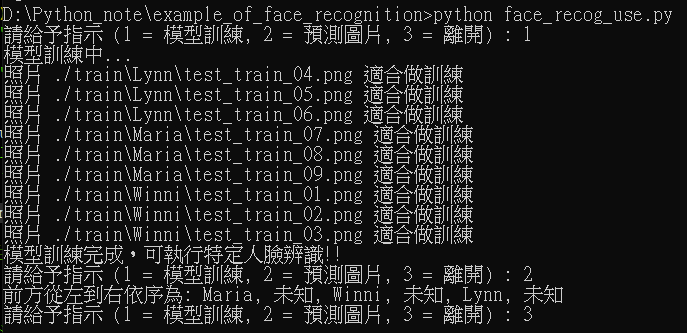 D:\Python_note\example_of_face_recognition>python face_recog_use.py
請給予指示 (1 = 模型訓練, 2 = 預測圖片, 3 = 離開) : 1
模型訓練中...
照片 ./train\Lynn\test_train_04.png 適合做訓練
照片 ./train\Lynn\test_train_05.png 適合做訓練
照片 ./train\Lynn\test_train_06.png 適合做訓練
照片 ./train\Maria\test_train_07.png 適合做訓練
照片 ./train\Maria\test_train_08.png 適合做訓練
照片 ./train\Maria\test_train_09.png 適合做訓練
照片 ./train\Winni\test_train_01.png 適合做訓練
照片 ./train\Winni\test_train_02.png 適合做訓練
照片 ./train\Winni\test_train_03.png 適合做訓練
模型訓練完成，可執行特定人臉辨識!!
請給予指示 (1 = 模型訓練, 2 = 預測圖片, 3 = 離開) : 2
前方從左到右依序為: Maria, 未知, Winni, 未知, Lynn, 未知
請給予指示 (1 = 模型訓練, 2 = 預測圖片, 3 = 離開) : 3